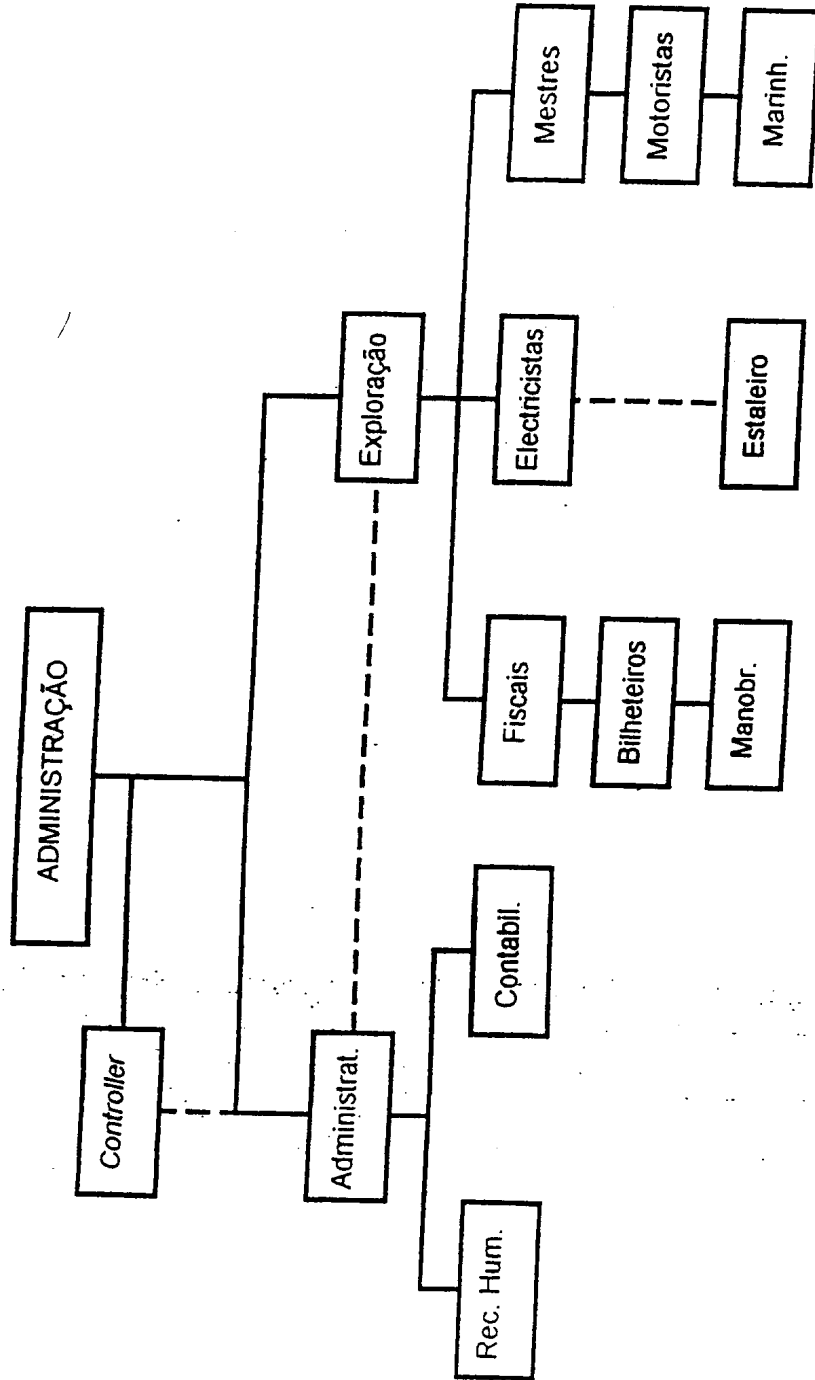 ADMINISTRAÇÃO
Controller
Administrat.
Exploração
Rec. Hum.
Contabil.
Fiscais
Electricistas
Mestres
Bilheteiros
Motoristas
Manobr.
Estaleiro
Marinh.